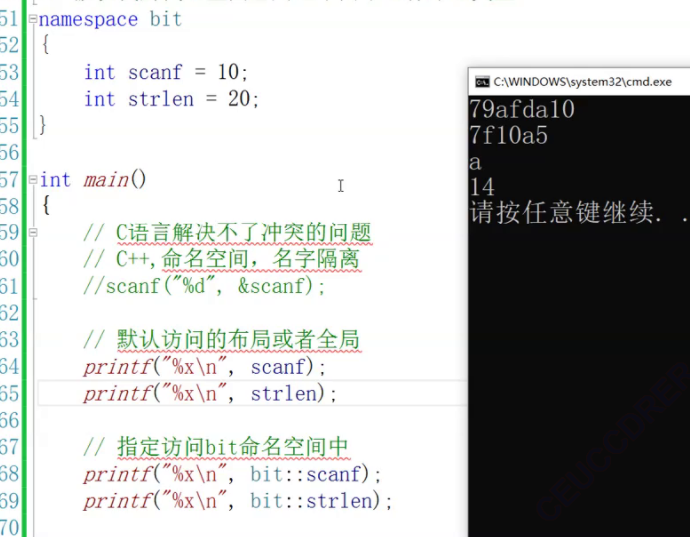 51 namespace bit
52 {
53     int scanf = 10;
54     int strlen = 20;
55 }
56
57 int main()
58 {
59     // C语言解决不了冲突的问题
60     // C++,命名空间，名字隔离
61     //scanf("%d", &scanf);
62
63     // 默认访问的布局或者全局
64     printf("%x\n", scanf);
65     printf("%x\n", strlen);
66
67     // 指定访问bit命名空间中
68     printf("%x\n", bit::scanf);
69     printf("%x\n", bit::strlen);
70
C:\WINDOWS\system32\cmd.exe
79afda10
7f10a5
a
14
请按任意键继续. .